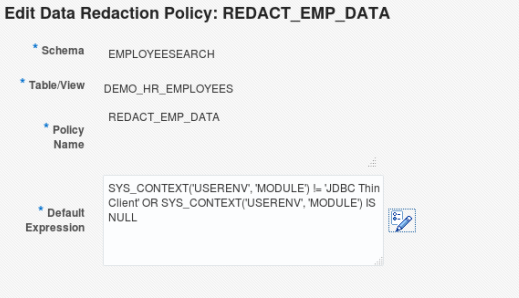 Edit Data Redaction Policy: REDACT_EMP_DATA
* Schema EMPLOYEESEARCH
* Table/View DEMO_HR_EMPLOYEES
* Policy Name REDACT_EMP_DATA
* Default Expression SYS_CONTEXT('USERENV', 'MODULE') != 'JDBC Thin
Client' OR SYS_CONTEXT('USERENV', 'MODULE') IS
NULL